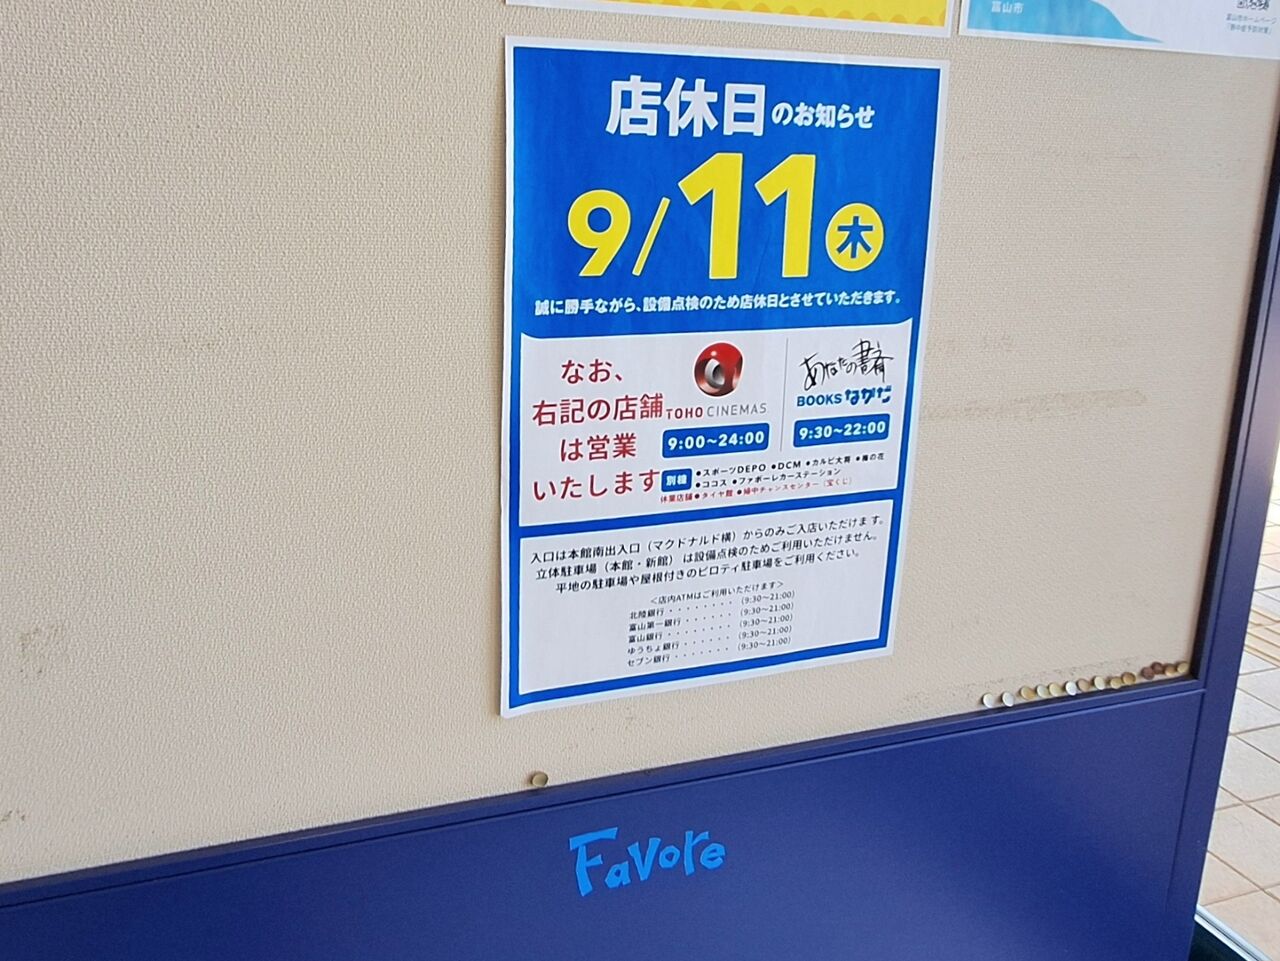 富山市
富山市ホームページ
店休日のお知らせ
9/11木
誠に勝手ながら、設備点検のため店休日とさせていただきます。
なお、
右記の店舗
は営業
いたします
TOHO CINEMAS
9:00~24:00
あなたの書斎
BOOKSなかだ
9:30~22:00
別棟
●スポーツDEPO ●DCM ●カルビ大将 ●庵の花
●ココス ●ファボーレカーステーション
休業店舗●タイヤ館 ●婦中チャンスセンター(宝くじ)
入口は本館南出入口(マクドナルド横)からのみご入店いただけます。
立体駐車場(本館・新館)は設備点検のためご利用いただけません。
平地の駐車場や屋根付きのピロティ駐車場をご利用ください。
<店内ATMはご利用いただけます>
北陸銀行・・・・・・・・(9:30~21:00)
富山第一銀行・・・・・・(9:30~21:00)
富山銀行・・・・・・・・(9:30~21:00)
ゆうちょ銀行・・・・・・(9:30~21:00)
セブン銀行・・・・・・・(9:30~21:00)
Favore